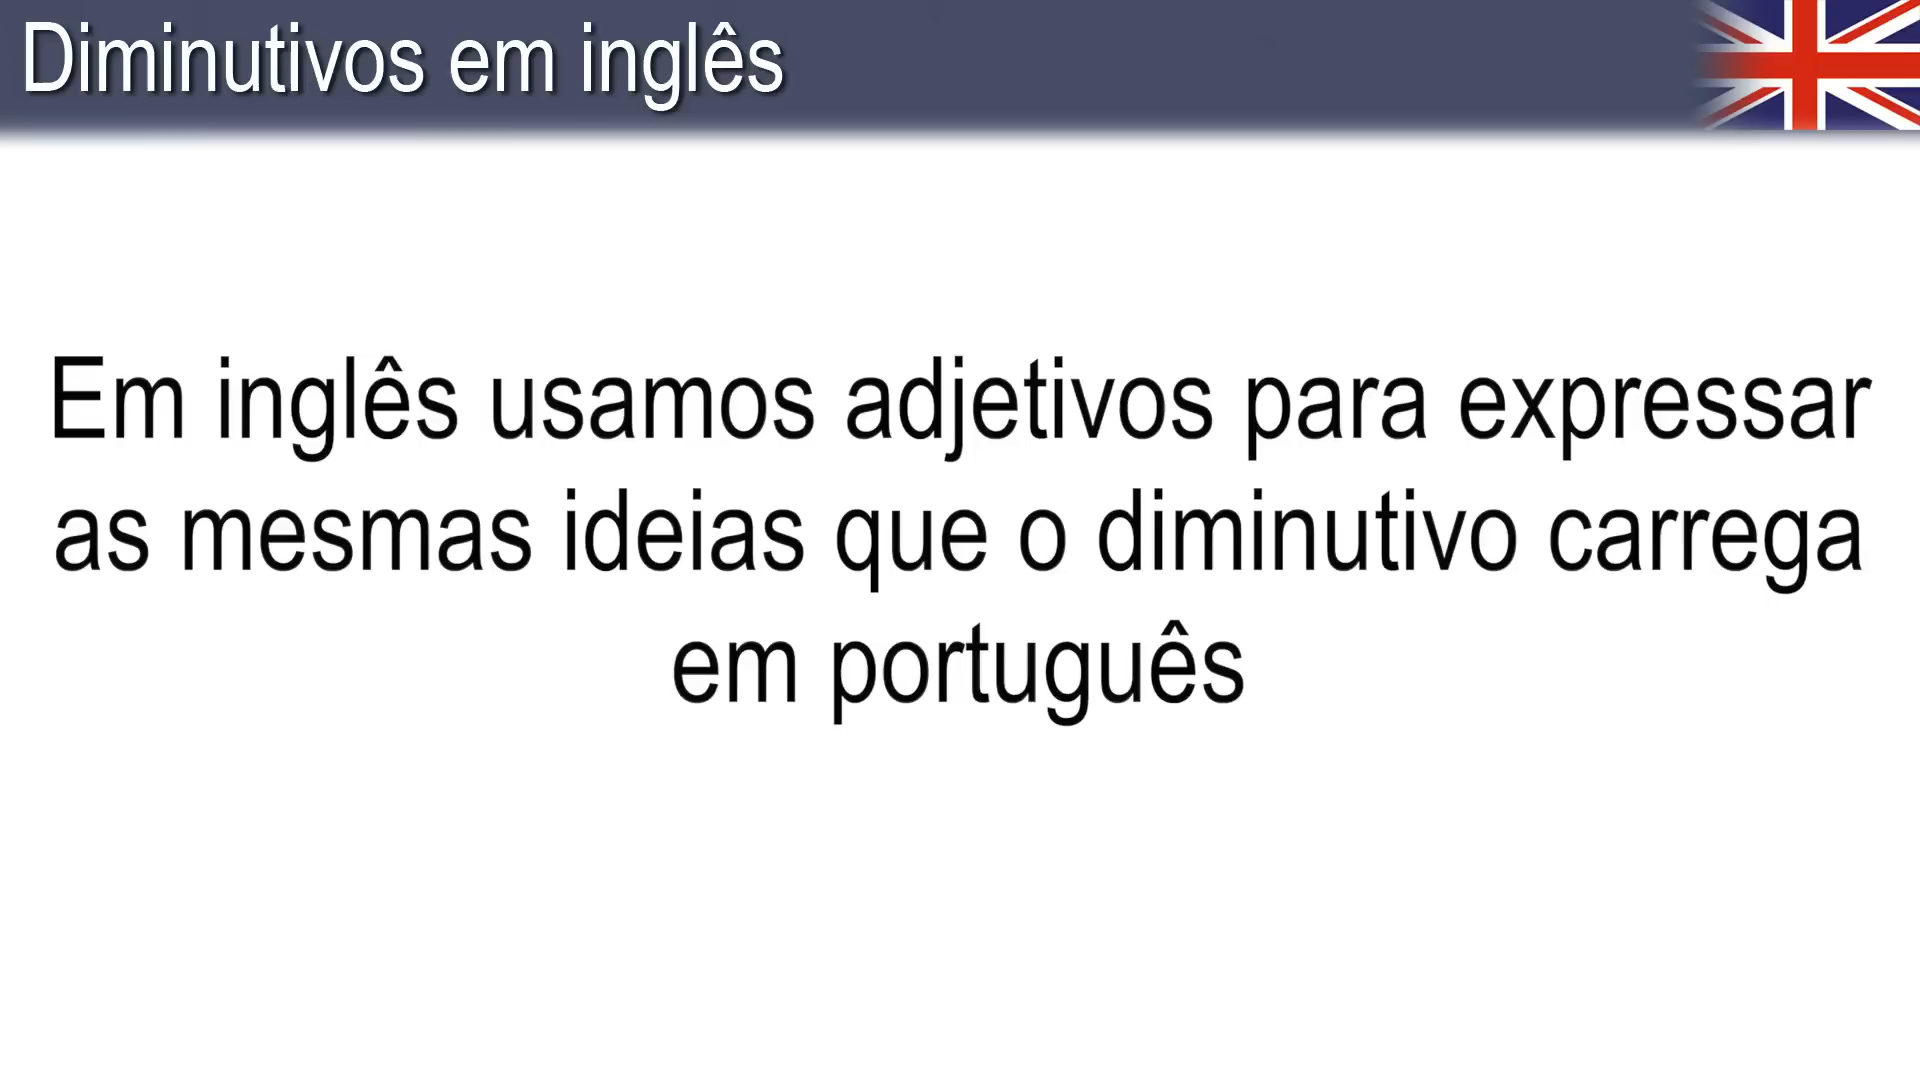 Diminutivos em inglês
Em inglês usamos adjetivos para expressar
as mesmas ideias que o diminutivo carrega
em português